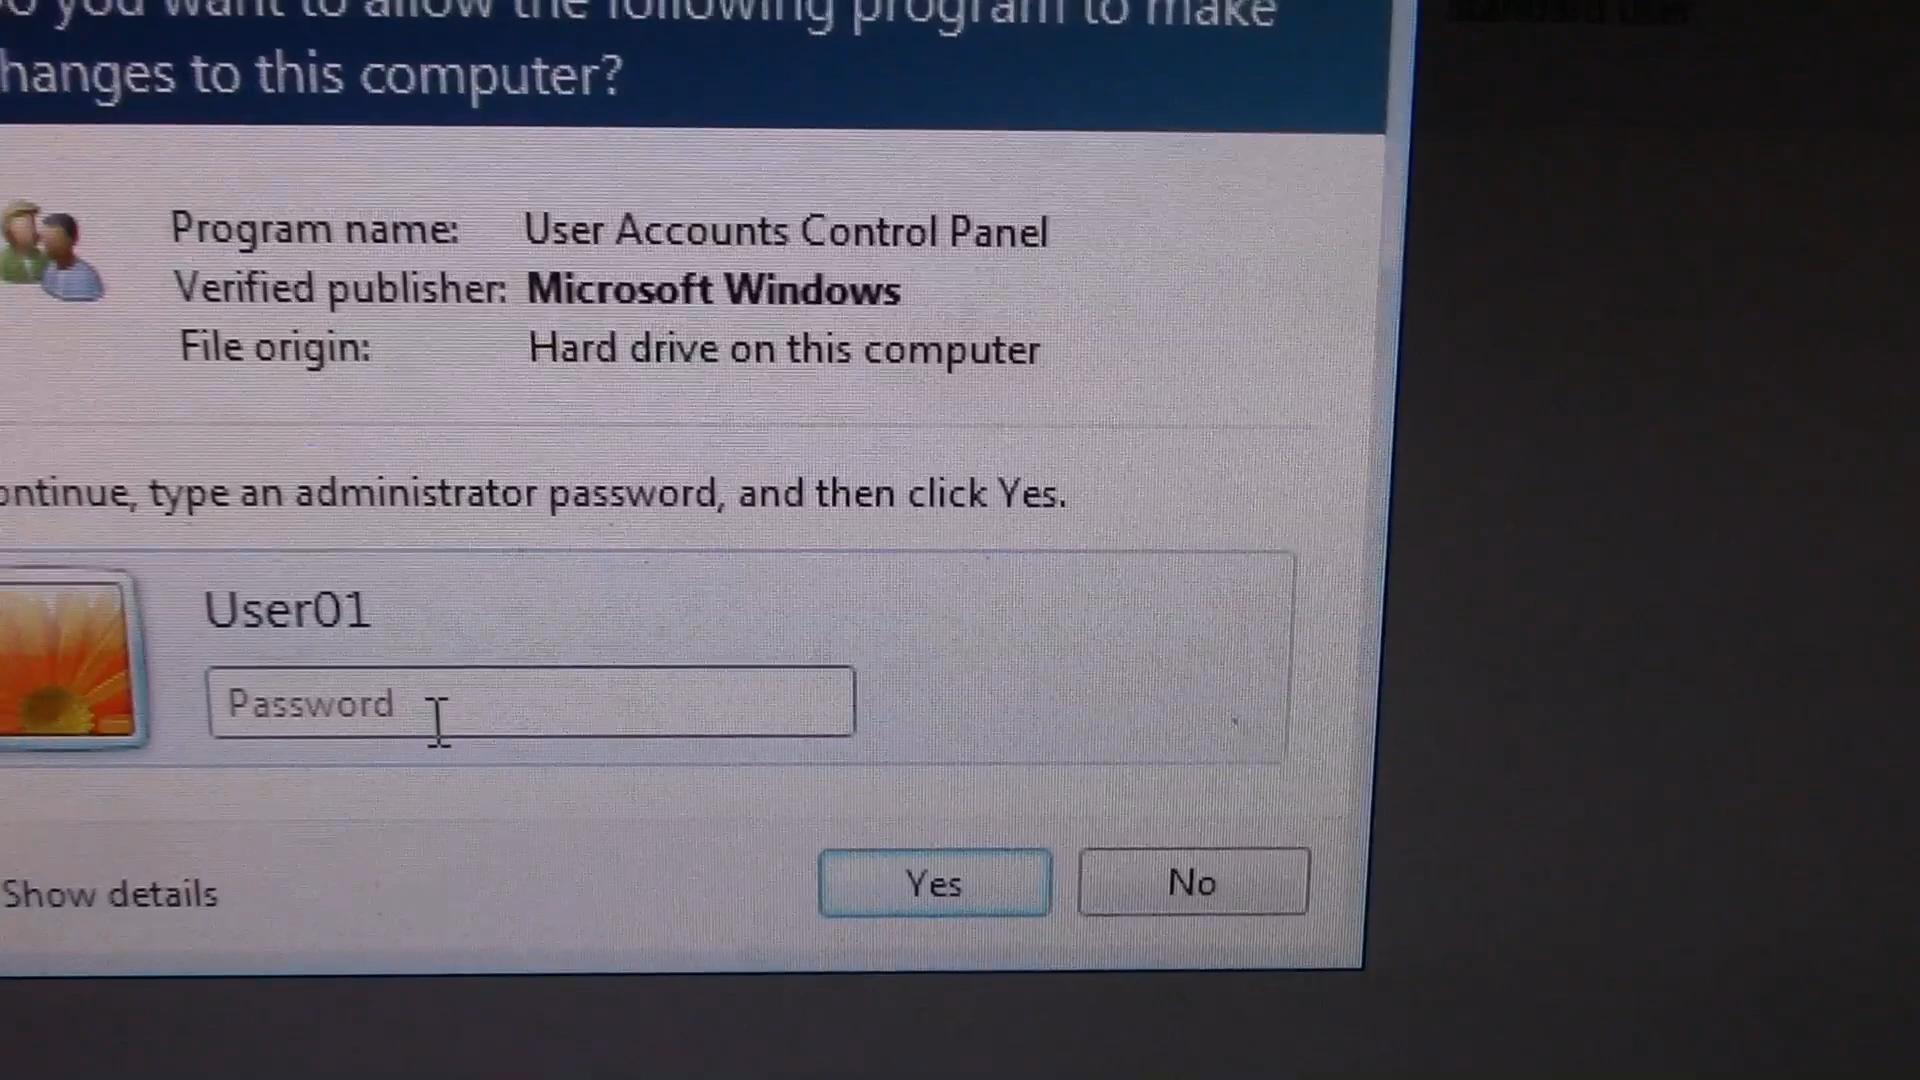 you want to allow the following program to make
hanges to this computer?
Program name: User Accounts Control Panel
Verified publisher: Microsoft Windows
File origin: Hard drive on this computer
ontinue, type an administrator password, and then click Yes.
User01
Password
Show details
Yes No